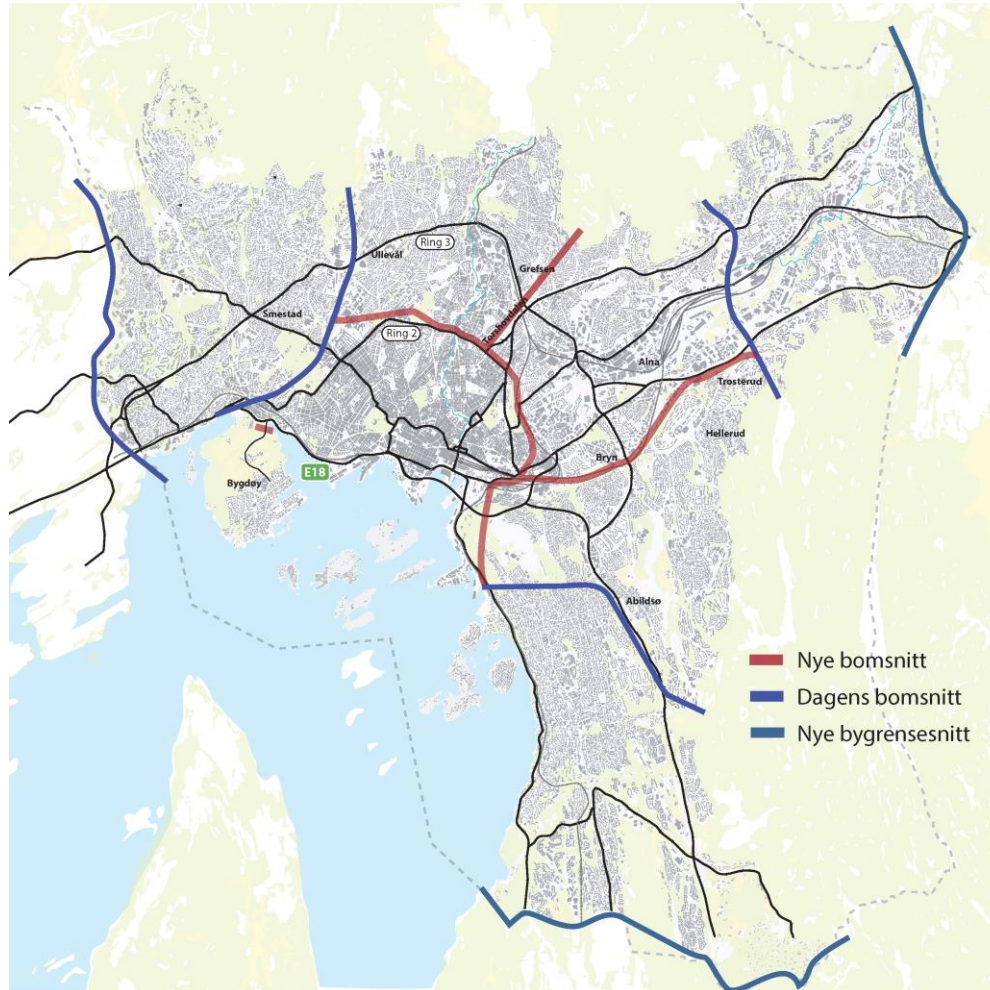 Ring 3
Ullevål
Grefsen
Smestad
Ring 2
Torshovdalen
Alna
Trosterud
Hellerud
Bryn
E18
Bygdøy
Abildsø
Nye bomsnitt
Dagens bomsnitt
Nye bygrensesnitt